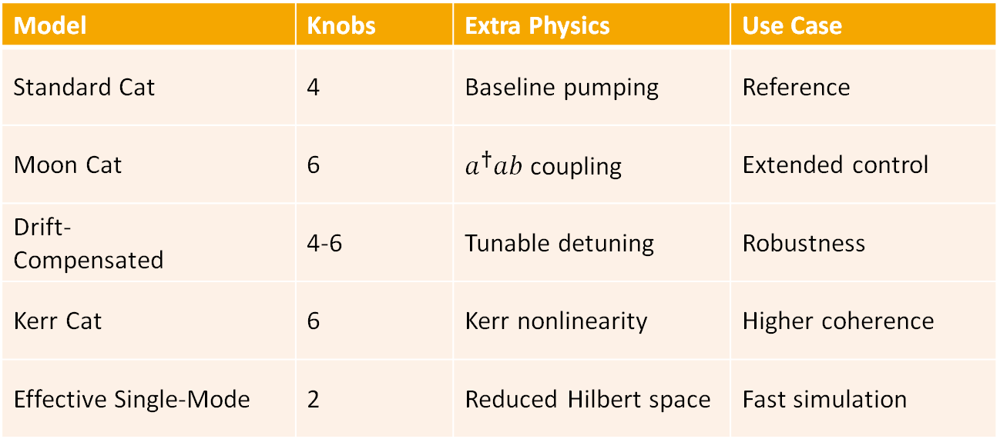 Model Knobs Extra Physics Use Case
Standard Cat 4 Baseline pumping Reference
Moon Cat 6 a†ab coupling Extended control
Drift-
Compensated 4-6 Tunable detuning Robustness
Kerr Cat 6 Kerr nonlinearity Higher coherence
Effective Single-Mode 2 Reduced Hilbert space Fast simulation